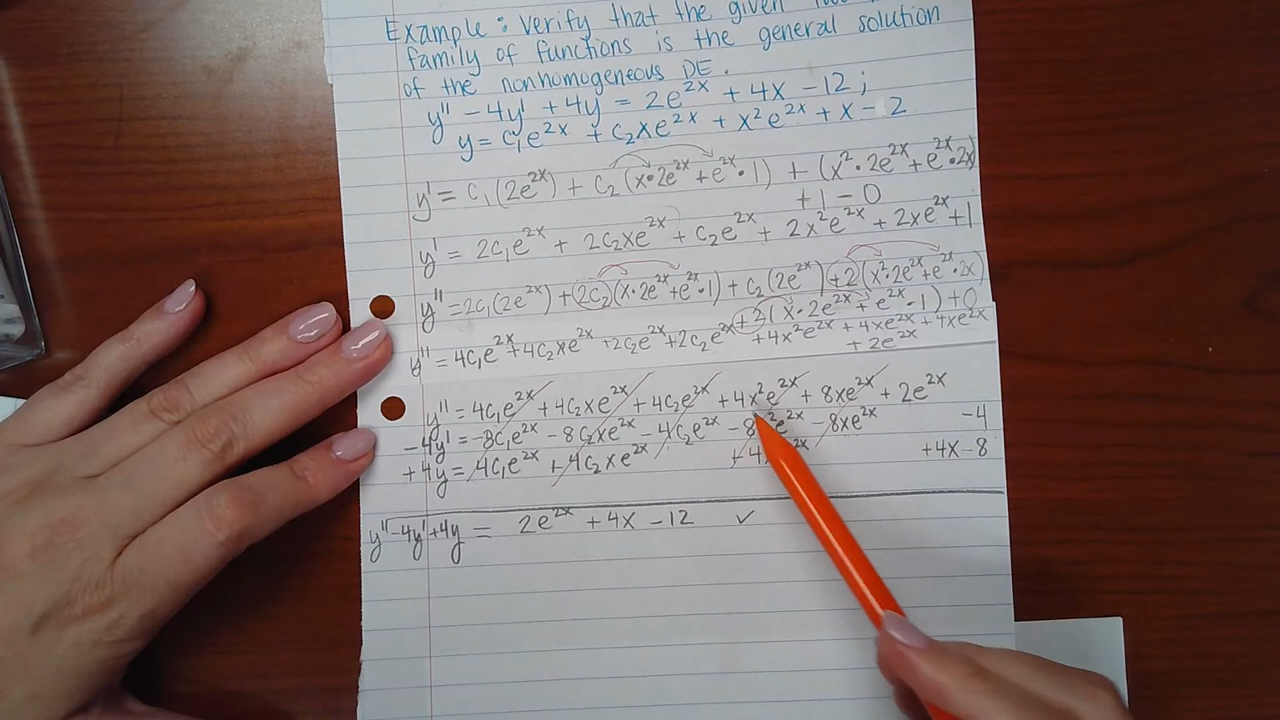 Example: Verify that the given
family of functions is the general solution
of the nonhomogeneous DE.
y'' - 4y' + 4y = 2e^2x + 4x - 12;
y = c₁e^2x + c₂xe^2x + x²e^2x + x - 2
y' = c₁(2e^2x) + c₂(x·2e^2x + e^2x·1) + (x²·2e^2x + e^2x·2x)
+ 1 - 0
y' = 2c₁e^2x + 2c₂xe^2x + c₂e^2x + 2x²e^2x + 2xe^2x + 1
y'' = 2c₁(2e^2x) + 2c₂(x·2e^2x + e^2x·1) + c₂(2e^2x) + 2(x²·2e^2x + e^2x·2x)
+ 2(x·2e^2x + e^2x·1) + 0
y'' = 4c₁e^2x + 4c₂xe^2x + 2c₂e^2x + 2c₂e^2x + 4x²e^2x + 4xe^2x + 4xe^2x
+ 2e^2x
y'' = 4c₁e^2x + 4c₂xe^2x + 4c₂e^2x + 4x²e^2x + 8xe^2x + 2e^2x
-4y' = -8c₁e^2x - 8c₂xe^2x - 4c₂e^2x - 8x²e^2x - 8xe^2x - 4
+4y = 4c₁e^2x + 4c₂xe^2x + 4x 2x + 4x - 8
y'' - 4y' + 4y = 2e^2x + 4x - 12 ✓